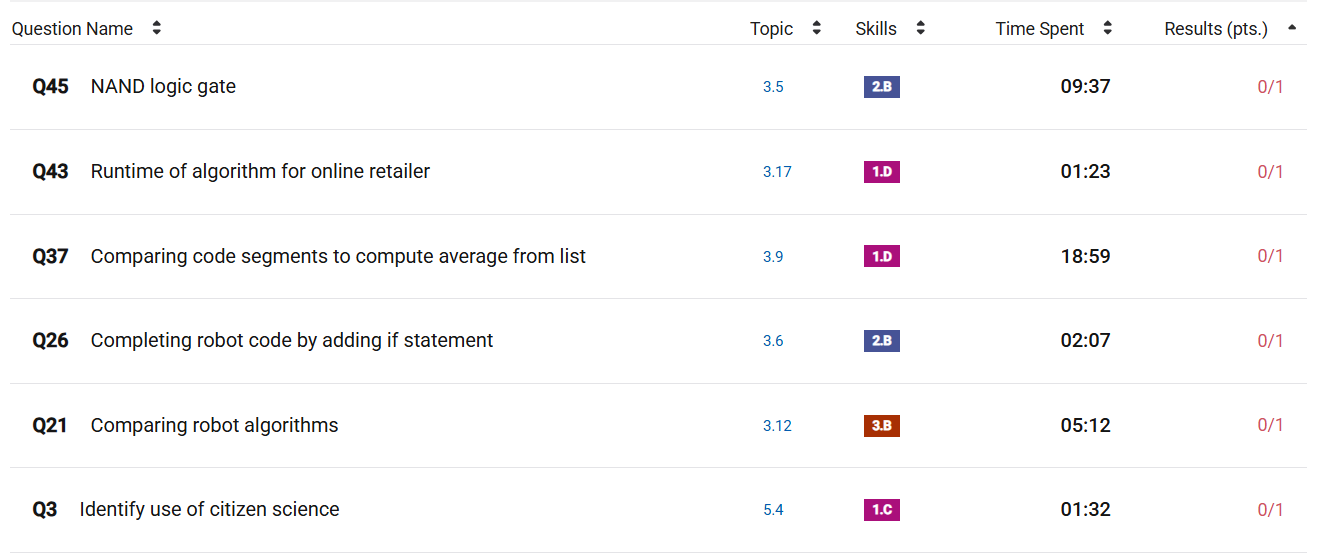 Question Name Topic Skills Time Spent Results (pts.)
Q45 NAND logic gate 3.5 2.B 09:37 0/1
Q43 Runtime of algorithm for online retailer 3.17 1.D 01:23 0/1
Q37 Comparing code segments to compute average from list 3.9 1.D 18:59 0/1
Q26 Completing robot code by adding if statement 3.6 2.B 02:07 0/1
Q21 Comparing robot algorithms 3.12 3.B 05:12 0/1
Q3 Identify use of citizen science 5.4 1.C 01:32 0/1